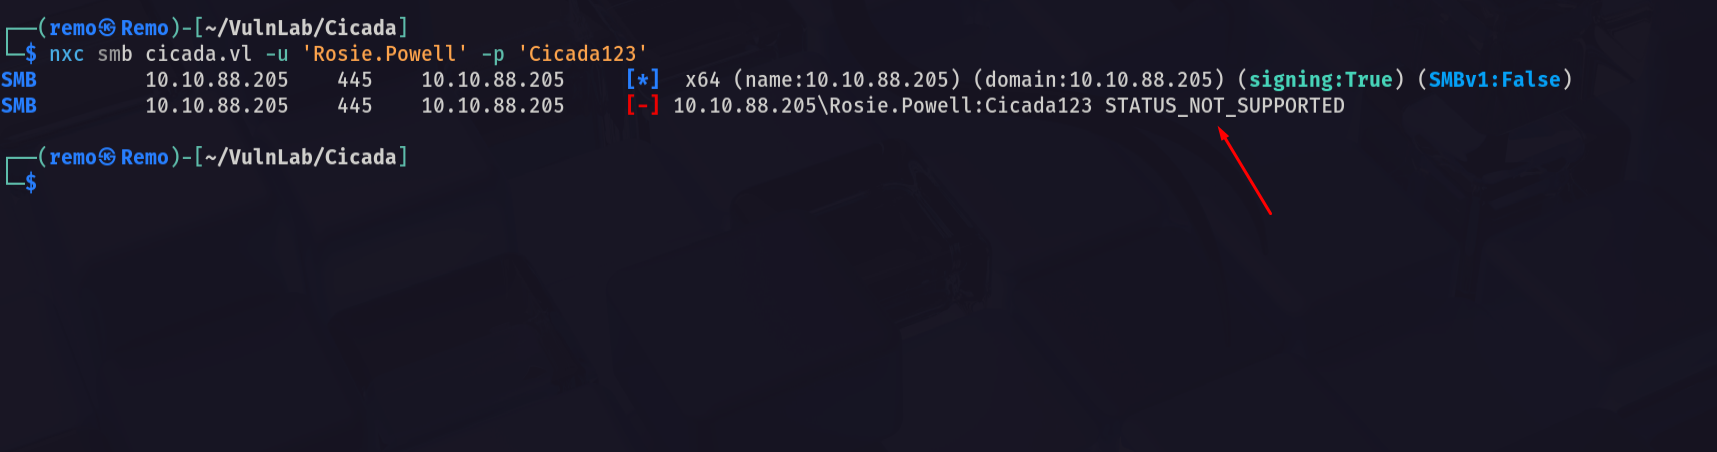 ┌──(remo㉿Remo)-[~/VulnLab/Cicada]
└─$ nxc smb cicada.vl -u 'Rosie.Powell' -p 'Cicada123'
SMB         10.10.88.205    445    10.10.88.205     [*]  x64 (name:10.10.88.205) (domain:10.10.88.205) (signing:True) (SMBv1:False)
SMB         10.10.88.205    445    10.10.88.205     [-] 10.10.88.205\Rosie.Powell:Cicada123 STATUS_NOT_SUPPORTED
┌──(remo㉿Remo)-[~/VulnLab/Cicada]
└─$